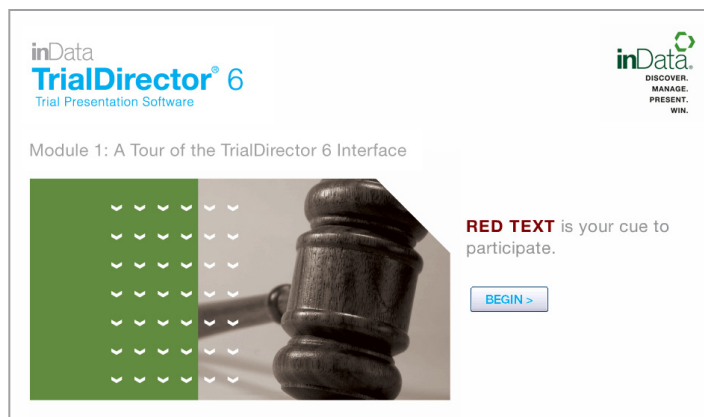 inData
TrialDirector® 6
Trial Presentation Software
inData®
DISCOVER.
MANAGE.
PRESENT.
WIN.
Module 1: A Tour of the TrialDirector 6 Interface
RED TEXT is your cue to
participate.
BEGIN >